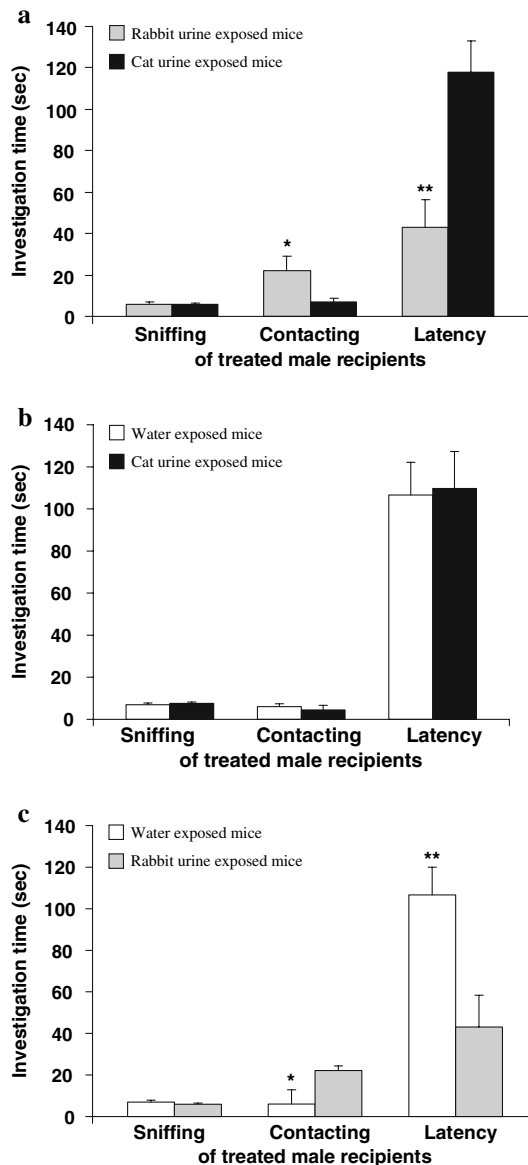 a
Rabbit urine exposed mice
Cat urine exposed mice
Investigation time (sec)
140
120
100
80
60
40
20
0
*
**
Sniffing Contacting Latency
of treated male recipients
b
Water exposed mice
Cat urine exposed mice
Investigation time (sec)
140
120
100
80
60
40
20
0
Sniffing Contacting Latency
of treated male recipients
c
Water exposed mice
Rabbit urine exposed mice
Investigation time (sec)
140
120
100
80
60
40
20
0
*
**
Sniffing Contacting Latency
of treated male recipients